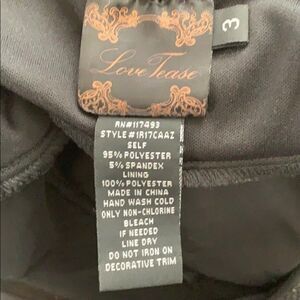 Love Tease
3
RN#117493
STYLE#1R17CAAZ
SELF
95% POLYESTER
5% SPANDEX
LINING
100% POLYESTER
MADE IN CHINA
HAND WASH COLD
ONLY NON-CHLORINE
BLEACH
IF NEEDED
LINE DRY
DO NOT IRON ON
DECORATIVE TRIM